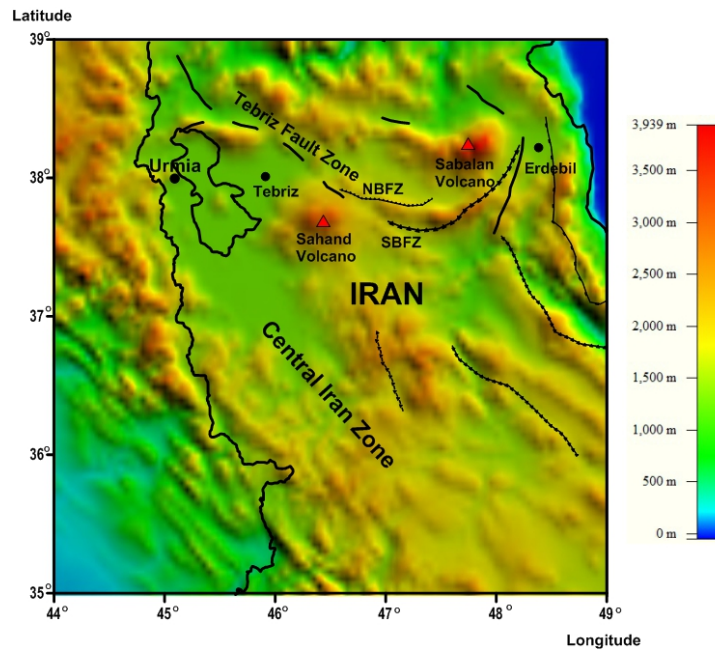 Latitude
39°
38°
37°
36°
35°
44°
45°
46°
47°
48°
49°
Longitude
Tebriz Fault Zone
Urmia
Tebriz
NBFZ
Sabalan
Volcano
Erdebil
Sahand
Volcano
SBFZ
IRAN
Central Iran Zone
3,939 m
3,500 m
3,000 m
2,500 m
2,000 m
1,500 m
1,000 m
500 m
0 m